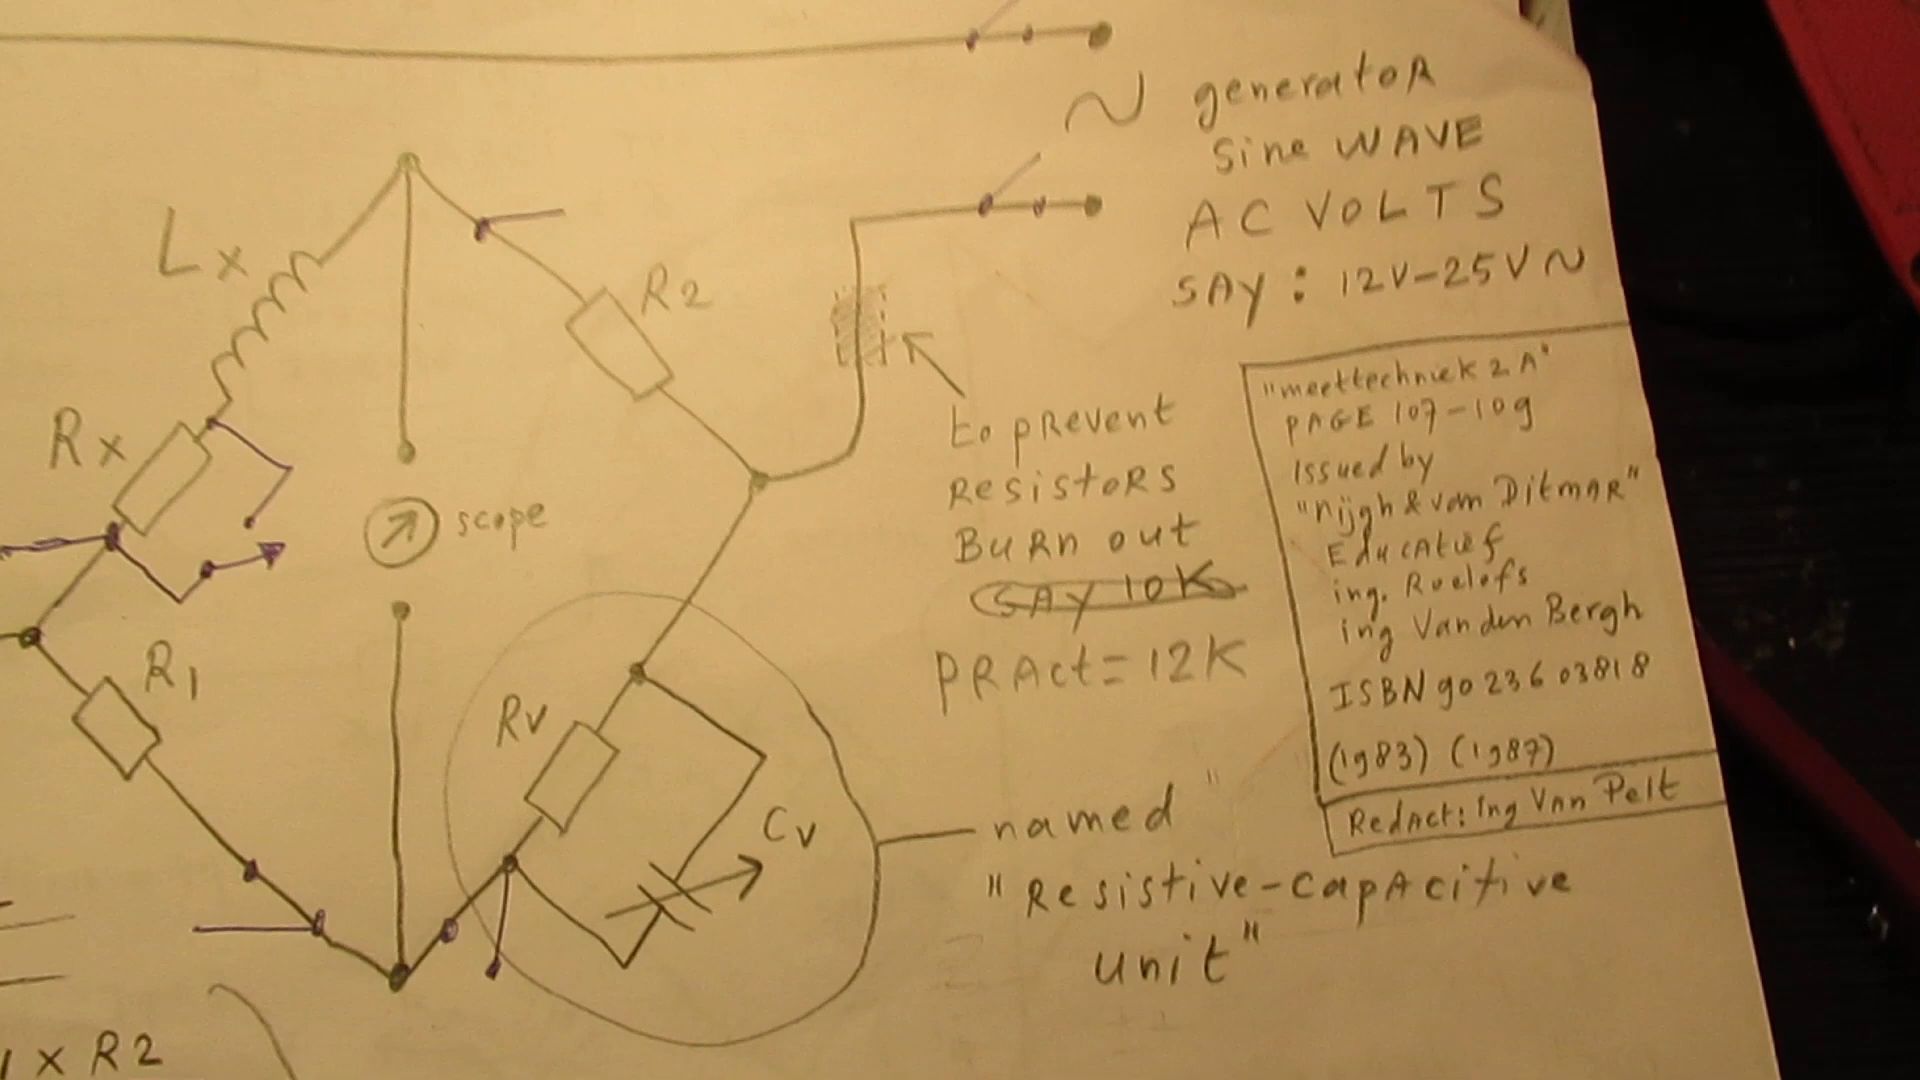 generator
sine WAVE
AC VOLTS
SAY : 12V-25V ~
Lx
R2
Rx
scope
to prevent
Resistors
Burn out
SAY 10K
PRAct = 12K
"meettechniek 2 A"
PAGE 107-109
Issued by
"nijgh & van Ditmar"
Educatief
ing. Roelofs
ing Van den Bergh
ISBN 90 236 03818
(1983) (1987)
Redact: Ing Van Pelt
R1
Rv
Cv
named "
"Resistive-capacitive
unit"
x R2